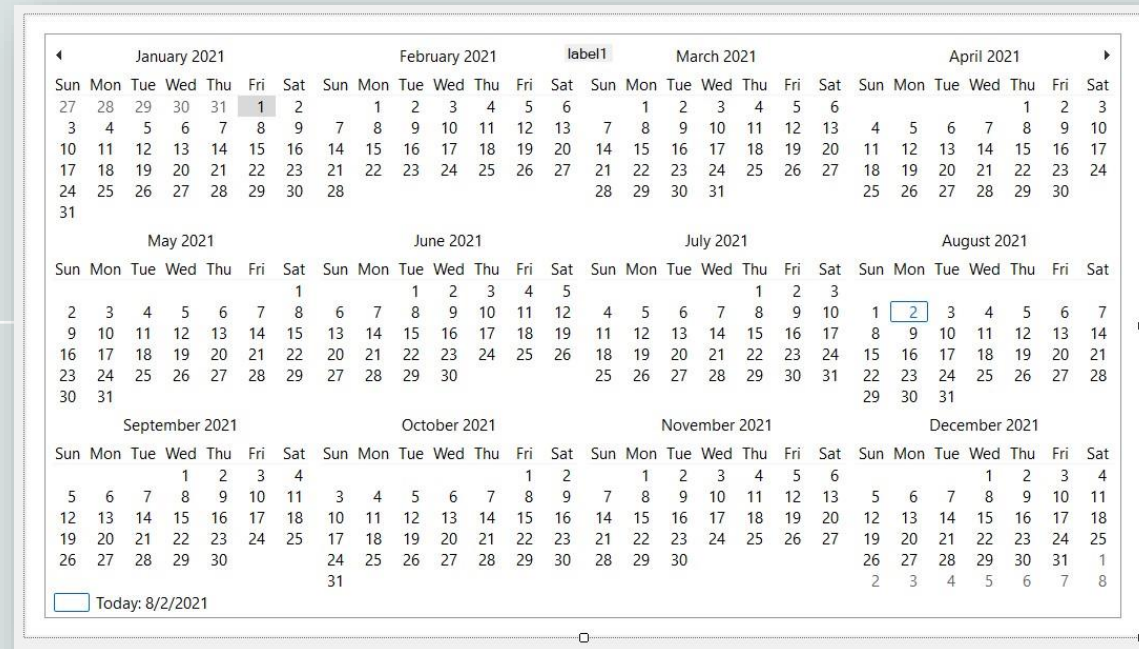 January 2021 February 2021 label1 March 2021 April 2021
Sun Mon Tue Wed Thu Fri Sat Sun Mon Tue Wed Thu Fri Sat Sun Mon Tue Wed Thu Fri Sat Sun Mon Tue Wed Thu Fri Sat
27 28 29 30 31 1 2 1 2 3 4 5 6 1 2 3 4 5 6 1 2 3
3 4 5 6 7 8 9 7 8 9 10 11 12 13 7 8 9 10 11 12 13 4 5 6 7 8 9 10
10 11 12 13 14 15 16 14 15 16 17 18 19 20 14 15 16 17 18 19 20 11 12 13 14 15 16 17
17 18 19 20 21 22 23 21 22 23 24 25 26 27 21 22 23 24 25 26 27 18 19 20 21 22 23 24
24 25 26 27 28 29 30 28 28 29 30 31 25 26 27 28 29 30
31
May 2021 June 2021 July 2021 August 2021
Sun Mon Tue Wed Thu Fri Sat Sun Mon Tue Wed Thu Fri Sat Sun Mon Tue Wed Thu Fri Sat Sun Mon Tue Wed Thu Fri Sat
1 1 2 3 4 5 1 2 3
2 3 4 5 6 7 8 6 7 8 9 10 11 12 4 5 6 7 8 9 10 1 2 3 4 5 6 7
9 10 11 12 13 14 15 13 14 15 16 17 18 19 11 12 13 14 15 16 17 8 9 10 11 12 13 14
16 17 18 19 20 21 22 20 21 22 23 24 25 26 18 19 20 21 22 23 24 15 16 17 18 19 20 21
23 24 25 26 27 28 29 27 28 29 30 25 26 27 28 29 30 31 22 23 24 25 26 27 28
30 31 29 30 31
September 2021 October 2021 November 2021 December 2021
Sun Mon Tue Wed Thu Fri Sat Sun Mon Tue Wed Thu Fri Sat Sun Mon Tue Wed Thu Fri Sat Sun Mon Tue Wed Thu Fri Sat
1 2 3 4 1 2 1 2 3 4 5 6 1 2 3 4
5 6 7 8 9 10 11 3 4 5 6 7 8 9 7 8 9 10 11 12 13 5 6 7 8 9 10 11
12 13 14 15 16 17 18 10 11 12 13 14 15 16 14 15 16 17 18 19 20 12 13 14 15 16 17 18
19 20 21 22 23 24 25 17 18 19 20 21 22 23 21 22 23 24 25 26 27 19 20 21 22 23 24 25
26 27 28 29 30 24 25 26 27 28 29 30 28 29 30 26 27 28 29 30 31 1
31 2 3 4 5 6 7 8
Today: 8/2/2021